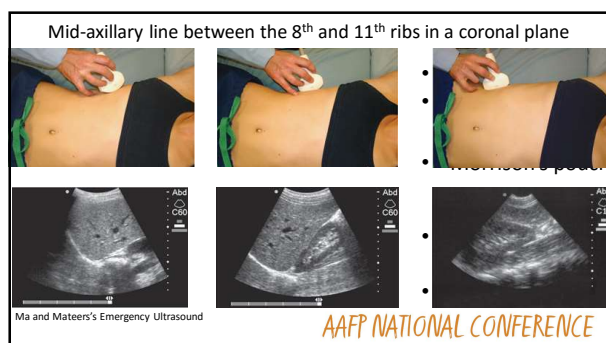 Mid-axillary line between the 8th and 11th ribs in a coronal plane
•
•
•
•
•
Abd
C60
Abd
C60
Abd
Ma and Mateers's Emergency Ultrasound
AAFP NATIONAL CONFERENCE